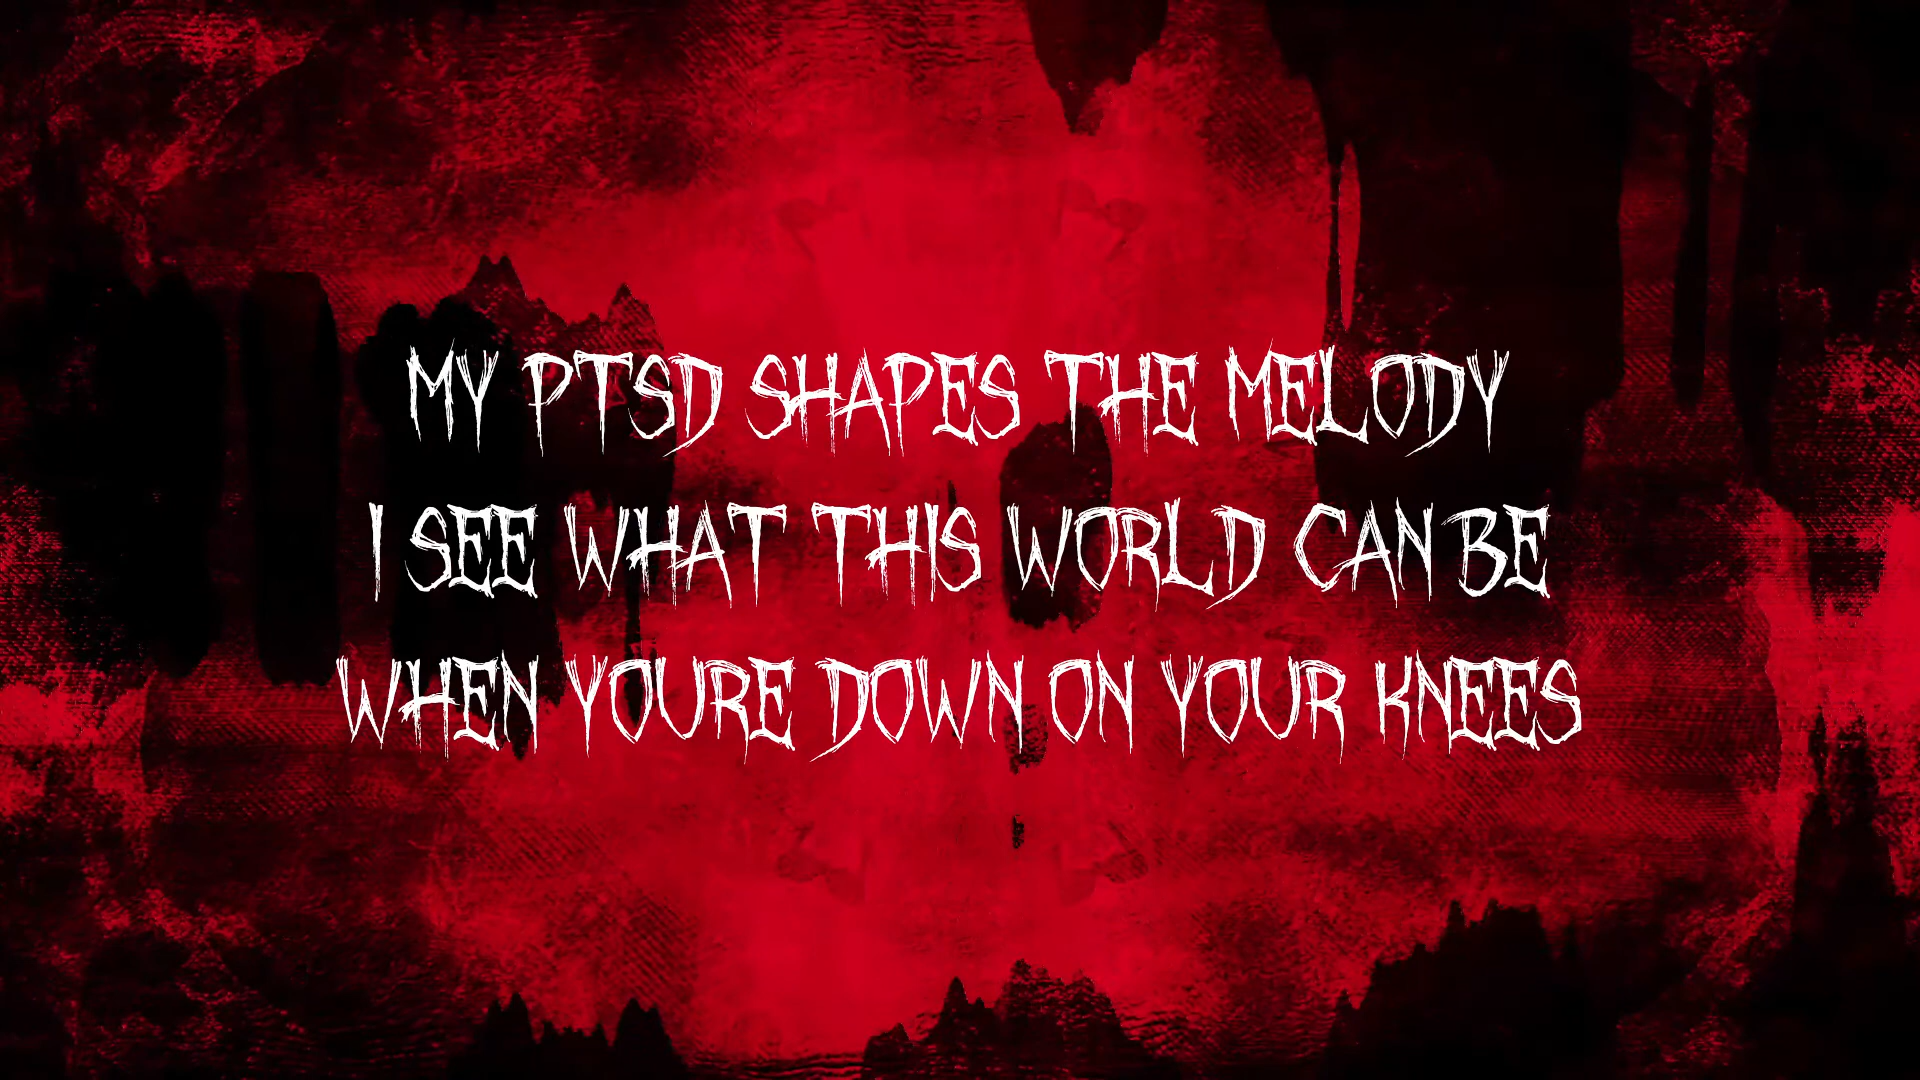 MY PTSD SHAPES THE MELODY
I SEE WHAT THIS WORLD CAN BE
WHEN YOURE DOWN ON YOUR KNEES